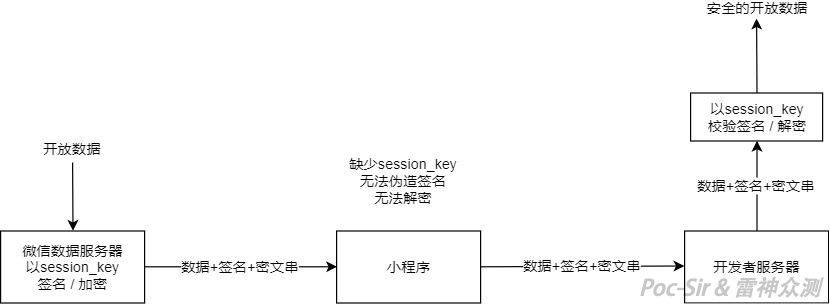 安全的开放数据
以session_key
校验签名 / 解密
开放数据
缺少session_key
无法伪造签名
无法解密
数据+签名+密文串
微信数据服务器
以session_key
签名 / 加密
数据+签名+密文串
小程序
数据+签名+密文串
开发者服务器
Poc-Sir & 雷神众测